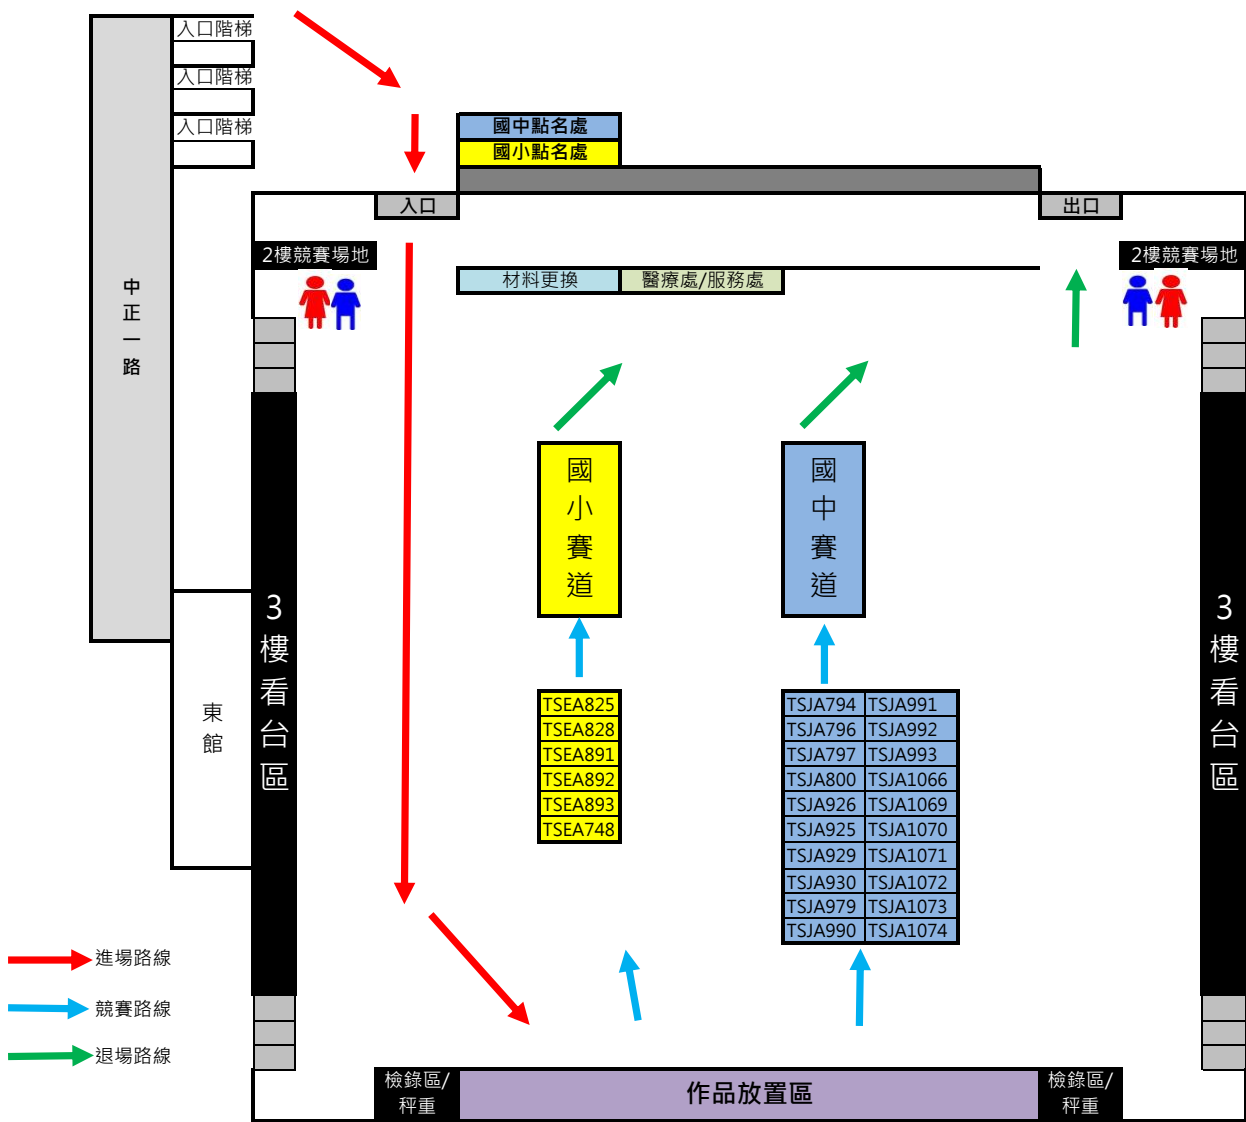 入口階梯
入口階梯
入口階梯
國中點名處
國小點名處
入口
出口
2樓競賽場地
2樓競賽場地
材料更換
醫療處/服務處
中正一路
國小賽道
國中賽道
3樓看台區
3樓看台區
東館
TSEA825
TSEA828
TSEA891
TSEA892
TSEA893
TSEA748
TSJA794 TSJA991
TSJA796 TSJA992
TSJA797 TSJA993
TSJA800 TSJA1066
TSJA926 TSJA1069
TSJA925 TSJA1070
TSJA929 TSJA1071
TSJA930 TSJA1072
TSJA979 TSJA1073
TSJA990 TSJA1074
進場路線
競賽路線
退場路線
檢錄區/
秤重
作品放置區
檢錄區/
秤重